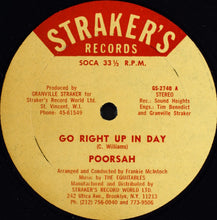 STRAKER'S
RECORDS
SOCA 33 ⅓ R.P.M.
Produced by
GRANVILLE STRAKER for
Straker's Record World Ltd.
St. Vincent, W.I.
Phone: 45-61549
GS-2748 A
STEREO
Rec.: Sound Heights
Engs. Tim Benedict
and Granville Straker
GO RIGHT UP IN DAY
(C. Williams)
POORSAH
Arranged and Conducted by Frankie McIntosh
Music by THE EQUITABLES
Manufactured and Distributed by
STRAKER'S RECORD WORLD LTD.
242 Utica Ave., Brooklyn, N.Y. 11213
Ph: (212) 756-0040 and 773-9506